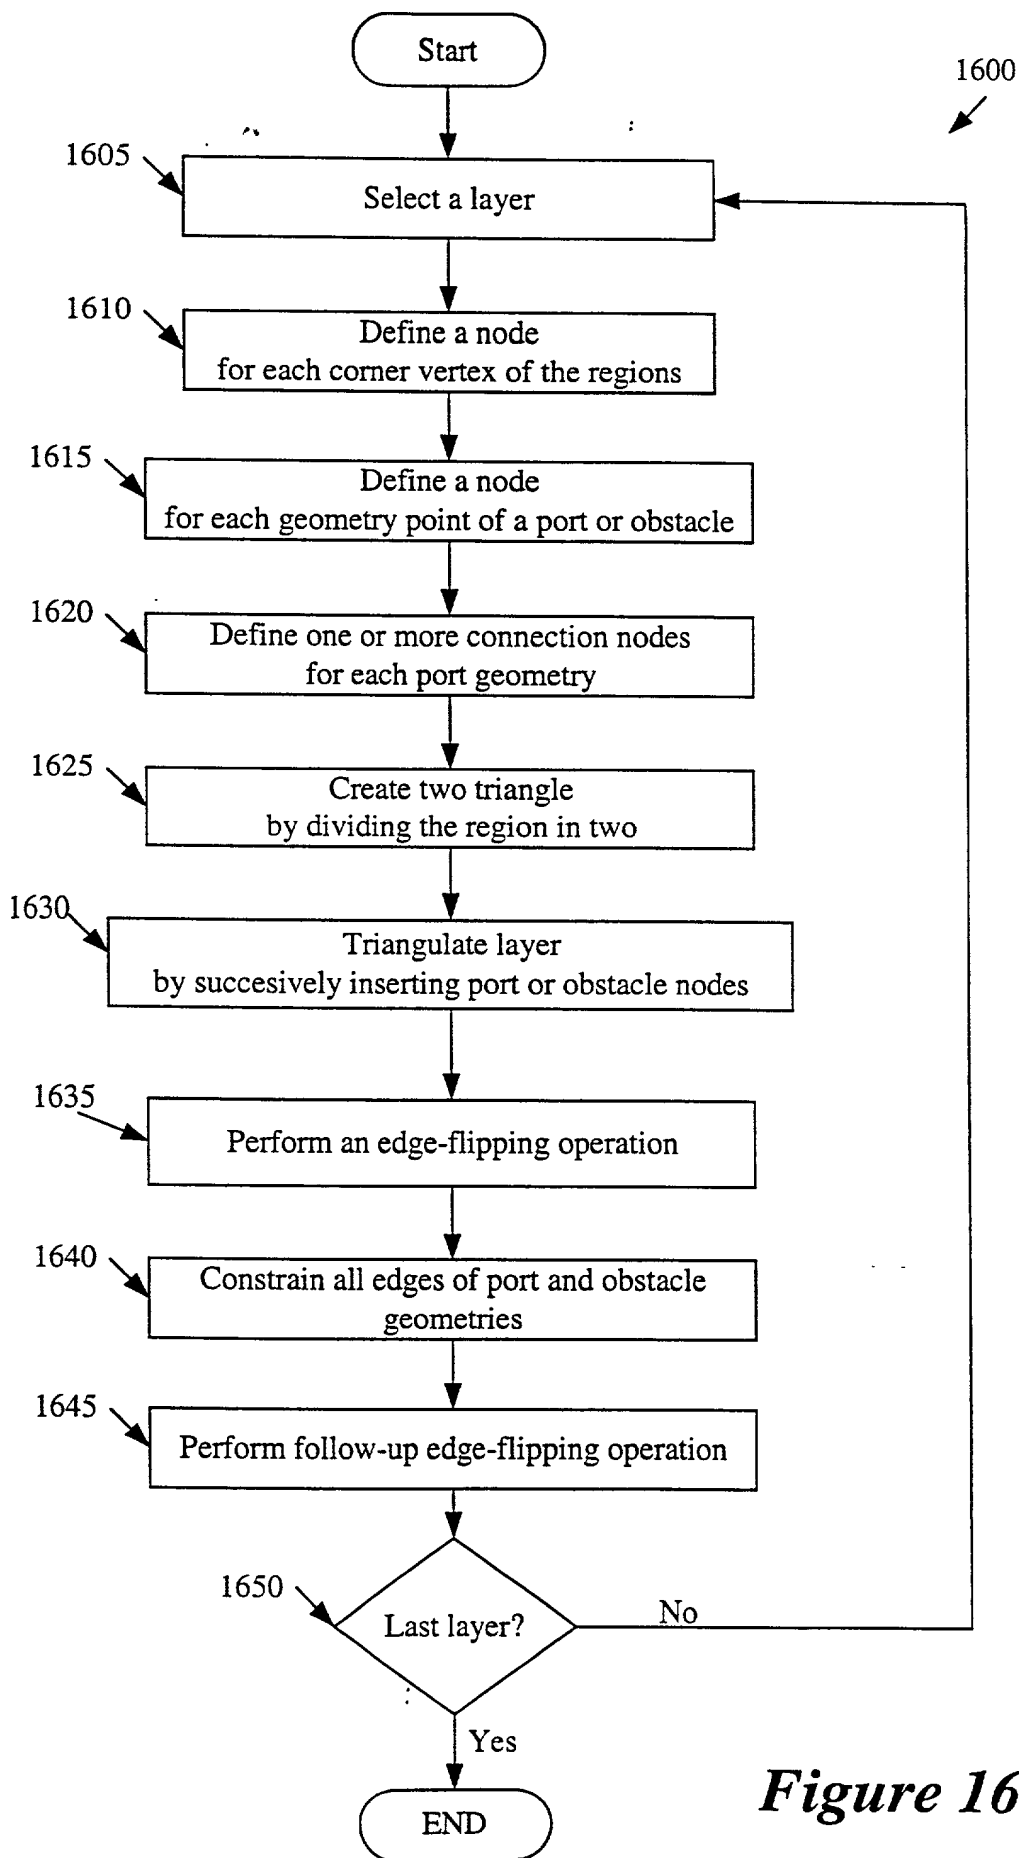 Start
1600
1605
Select a layer
1610
Define a node
for each corner vertex of the regions
1615
Define a node
for each geometry point of a port or obstacle
1620
Define one or more connection nodes
for each port geometry
1625
Create two triangle
by dividing the region in two
1630
Triangulate layer
by succesively inserting port or obstacle nodes
1635
Perform an edge-flipping operation
1640
Constrain all edges of port and obstacle
geometries
1645
Perform follow-up edge-flipping operation
1650
Last layer?
No
Yes
END
Figure 16